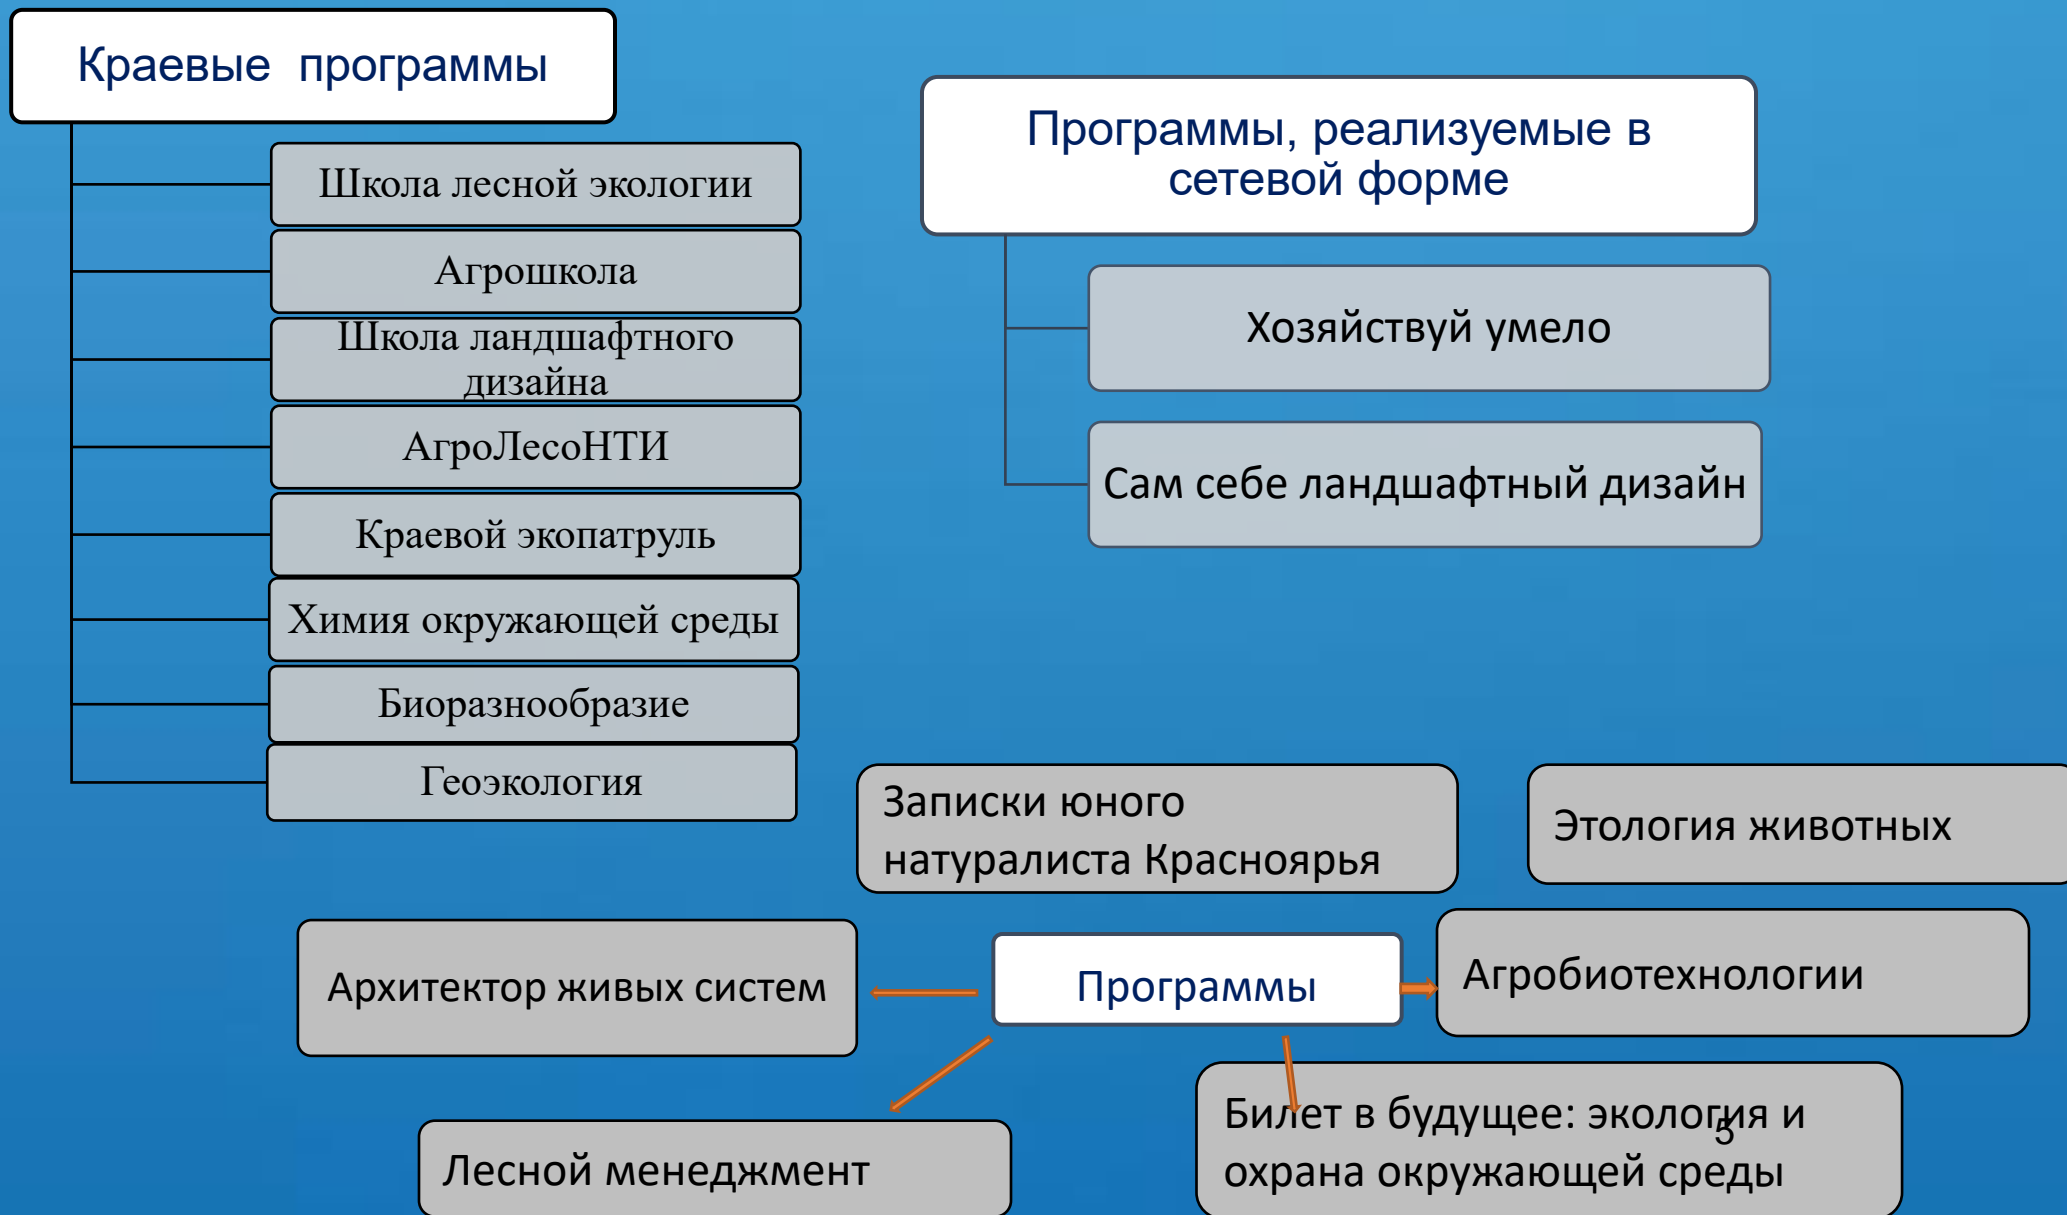 Краевые программы
Школа лесной экологии
Агрошкола
Школа ландшафтного
дизайна
АгроЛесоНТИ
Краевой экопатруль
Химия окружающей среды
Биоразнообразие
Геоэкология
Программы, реализуемые в
сетевой форме
Хозяйствуй умело
Сам себе ландшафтный дизайн
Записки юного
натуралиста Красноярья
Этология животных
Архитектор живых систем
Программы
Агробиотехнологии
Лесной менеджмент
Билет в будущее: экология и
охрана окружающей среды
5